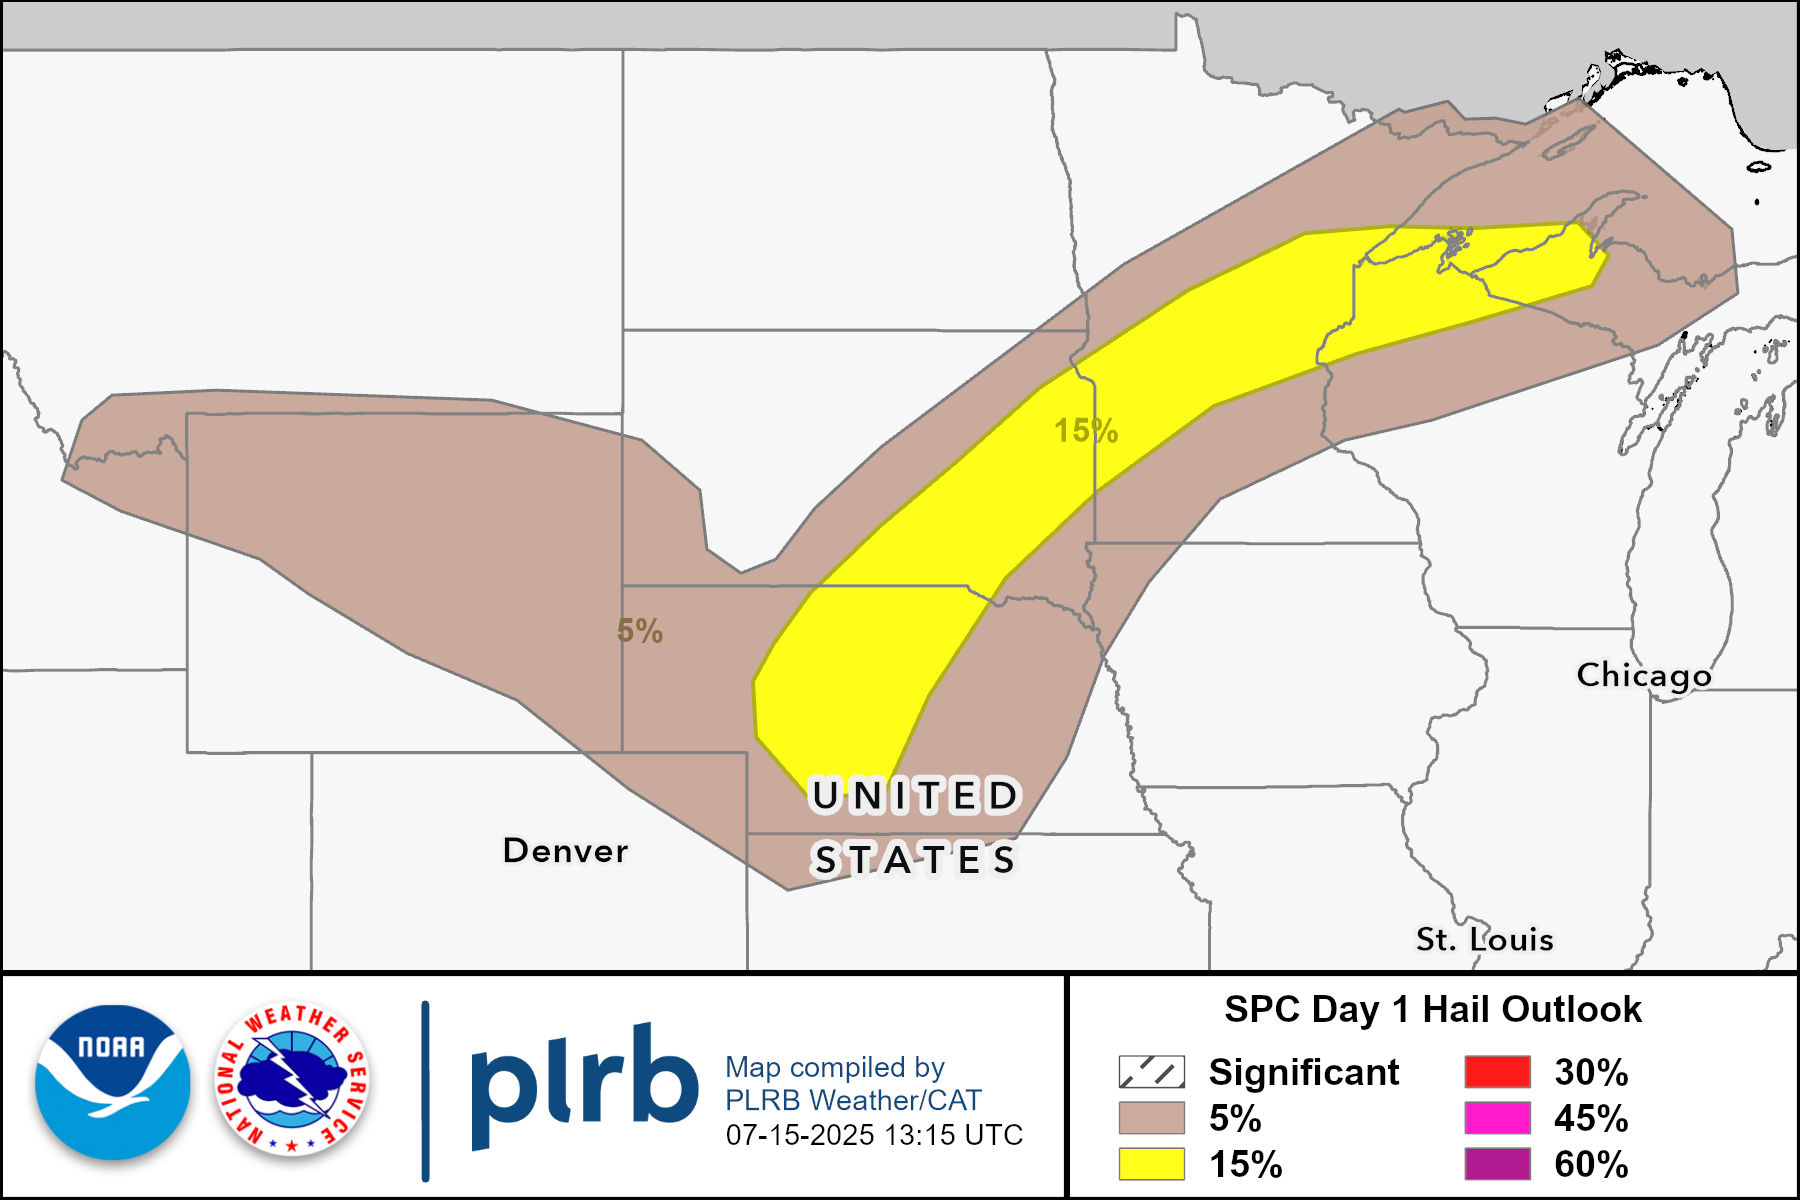 15%
5%
Chicago
UNITED
STATES
Denver
St. Louis
NOAA
NATIONAL WEATHER SERVICE
plrb
Map compiled by
PLRB Weather/CAT
07-15-2025 13:15 UTC
SPC Day 1 Hail Outlook
Significant
5%
15%
30%
45%
60%